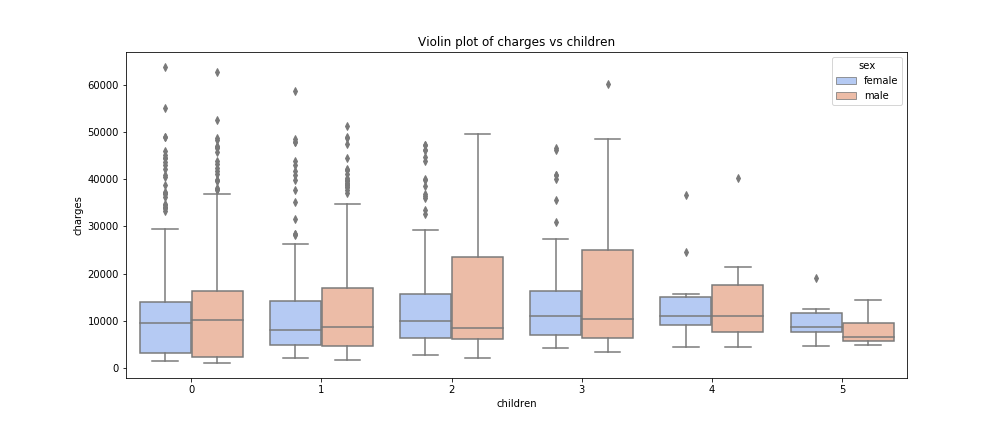 Violin plot of charges vs children
sex
female
male
60000
50000
40000
30000
20000
10000
0
charges
0 1 2 3 4 5
children